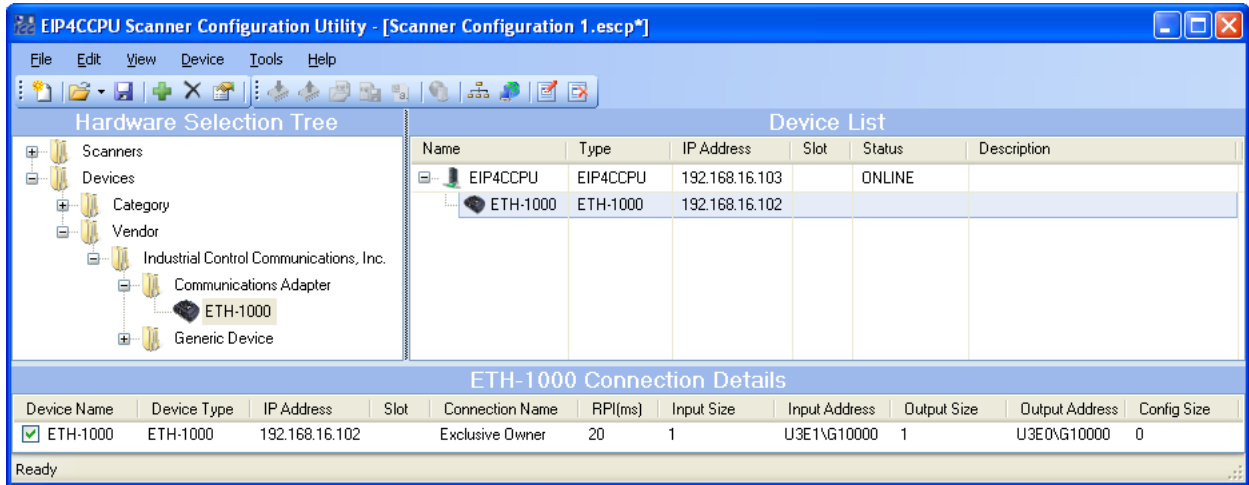 EIP4CCPU Scanner Configuration Utility - [Scanner Configuration 1.escp*]
File Edit View Device Tools Help
Hardware Selection Tree
Scanners
Devices
Category
Vendor
Industrial Control Communications, Inc.
Communications Adapter
ETH-1000
Generic Device
Device List
Name Type IP Address Slot Status Description
EIP4CCPU EIP4CCPU 192.168.16.103 ONLINE
ETH-1000 ETH-1000 192.168.16.102
ETH-1000 Connection Details
Device Name Device Type IP Address Slot Connection Name RPI(ms) Input Size Input Address Output Size Output Address Config Size
ETH-1000 ETH-1000 192.168.16.102 Exclusive Owner 20 1 U3E1\G10000 1 U3E0\G10000 0
Ready